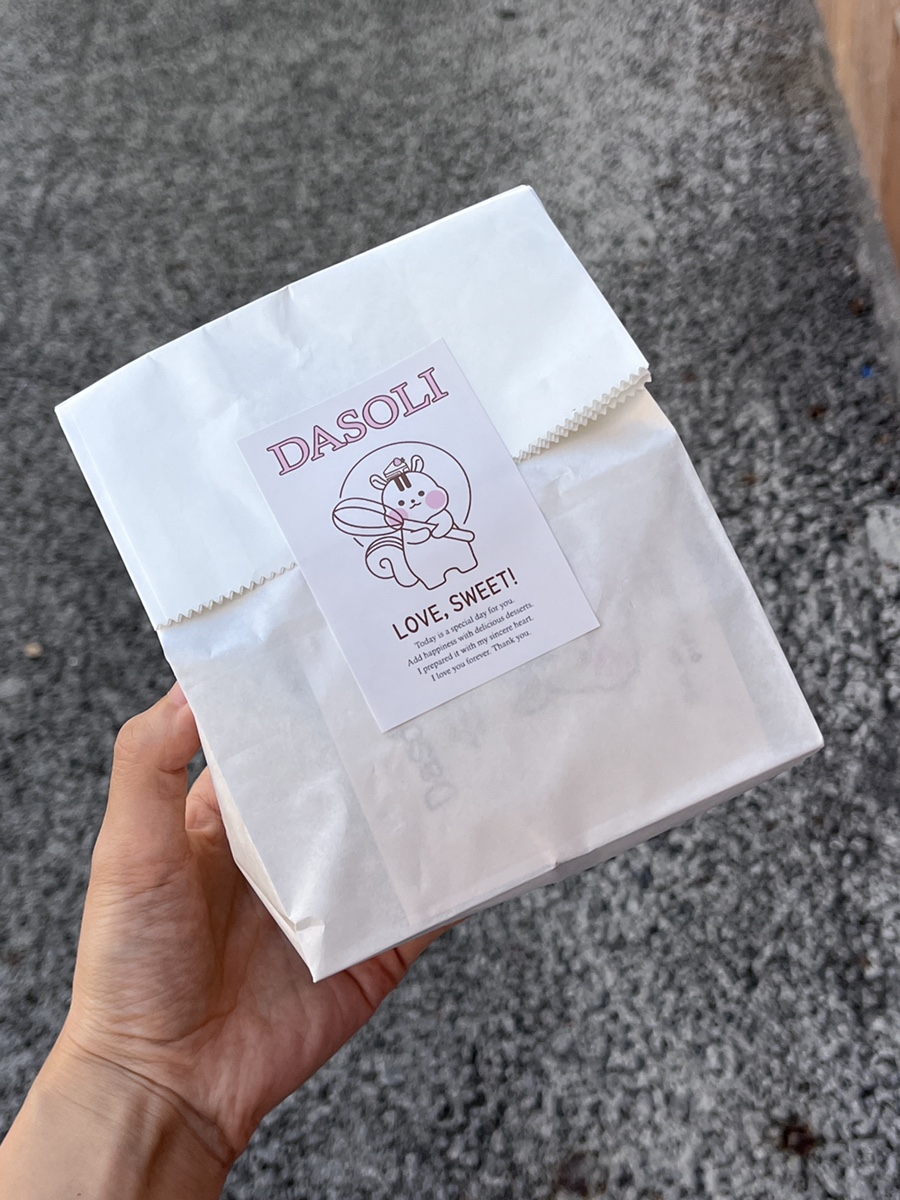 DASOLI
LOVE, SWEET!
Today is a special day for you.
Add happiness with delicious desserts.
I prepared it with my sincere heart.
I love you forever. Thank you.